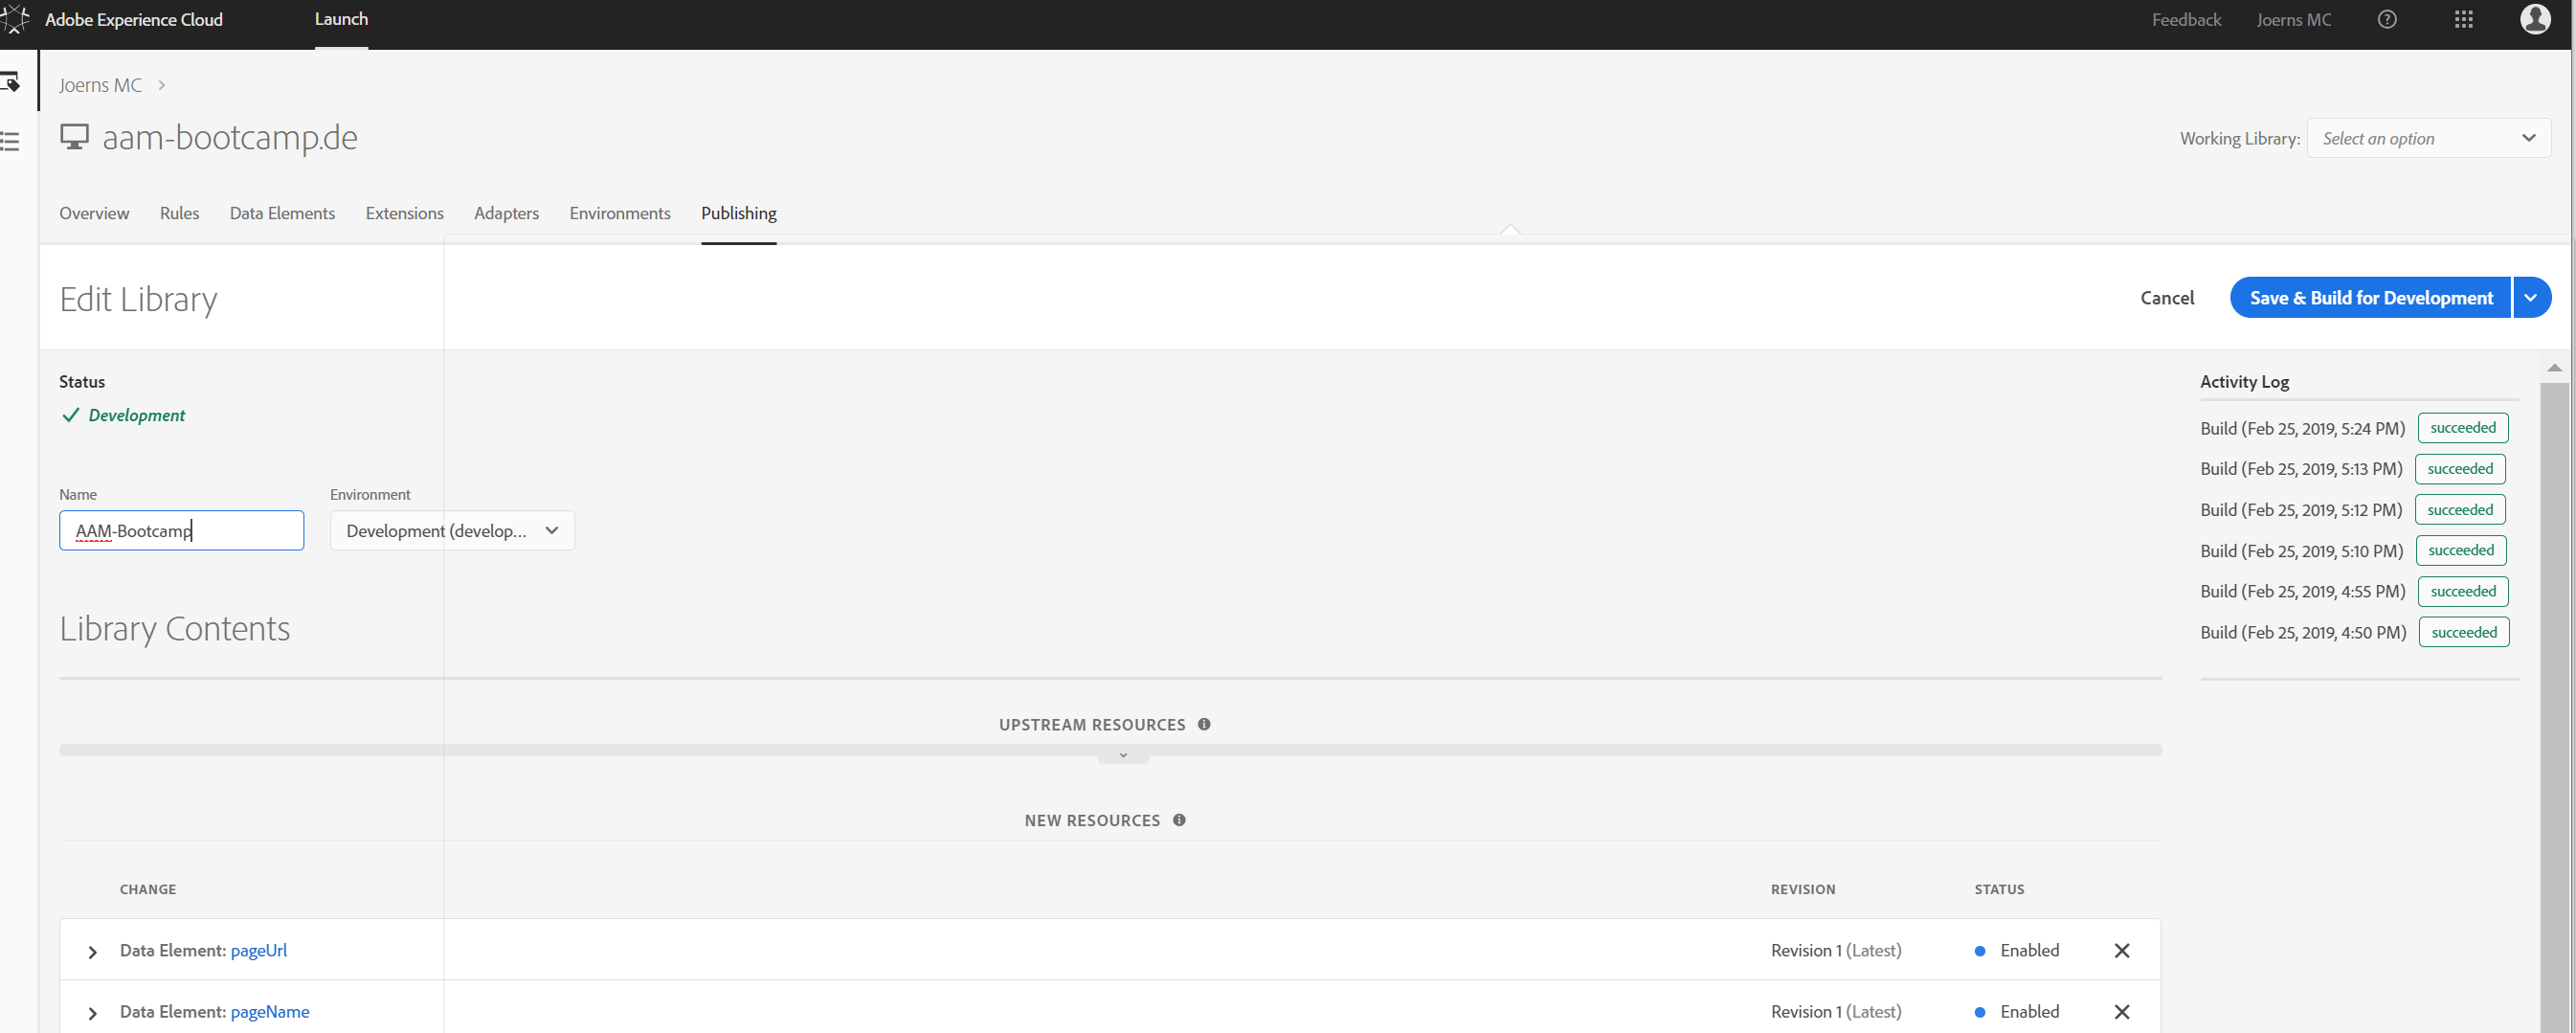 Adobe Experience Cloud Launch Feedback Joerns MC
Joerns MC
aam-bootcamp.de
Working Library: Select an option
Overview Rules Data Elements Extensions Adapters Environments Publishing
Edit Library
Cancel Save & Build for Development
Status
Development
Name Environment
AAM-Bootcamp Development (develop...
Library Contents
UPSTREAM RESOURCES
NEW RESOURCES
CHANGE REVISION STATUS
Data Element: pageUrl Revision 1 (Latest) Enabled
Data Element: pageName Revision 1 (Latest) Enabled
Activity Log
Build (Feb 25, 2019, 5:24 PM) succeeded
Build (Feb 25, 2019, 5:13 PM) succeeded
Build (Feb 25, 2019, 5:12 PM) succeeded
Build (Feb 25, 2019, 5:10 PM) succeeded
Build (Feb 25, 2019, 4:55 PM) succeeded
Build (Feb 25, 2019, 4:50 PM) succeeded